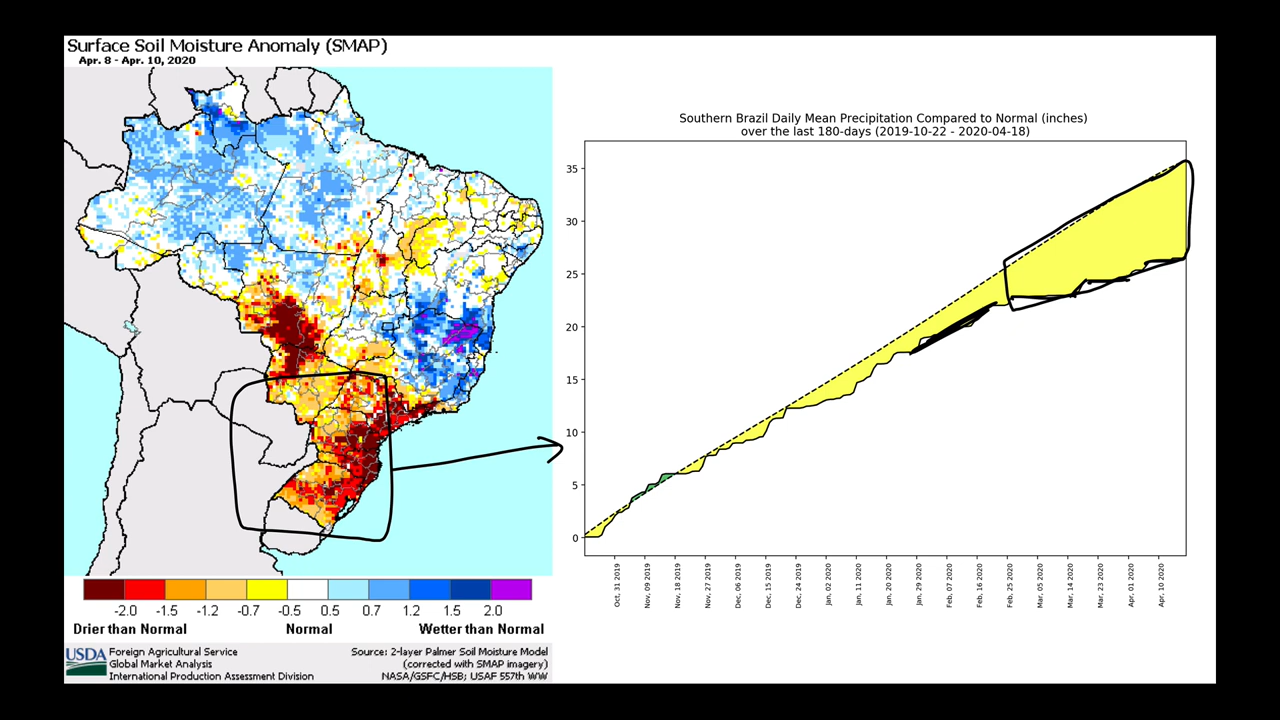 Surface Soil Moisture Anomaly (SMAP)
Apr. 8 - Apr. 10, 2020
-2.0 -1.5 -1.2 -0.7 -0.5 0.5 0.7 1.2 1.5 2.0
Drier than Normal Normal Wetter than Normal
USDA
Foreign Agricultural Service
Global Market Analysis
International Production Assessment Division
Source: 2-layer Palmer Soil Moisture Model
(corrected with SMAP imagery)
NASA/GSFC/HSB; USAF 557th WW
Southern Brazil Daily Mean Precipitation Compared to Normal (inches)
over the last 180-days (2019-10-22 - 2020-04-18)
35
30
25
20
15
10
5
0
Oct, 31 2019
Nov, 09 2019
Nov, 18 2019
Nov, 27 2019
Dec, 06 2019
Dec, 15 2019
Dec, 24 2019
Jan, 02 2020
Jan, 11 2020
Jan, 20 2020
Jan, 29 2020
Feb, 07 2020
Feb, 16 2020
Feb, 25 2020
Mar, 05 2020
Mar, 14 2020
Mar, 23 2020
Apr, 01 2020
Apr, 10 2020